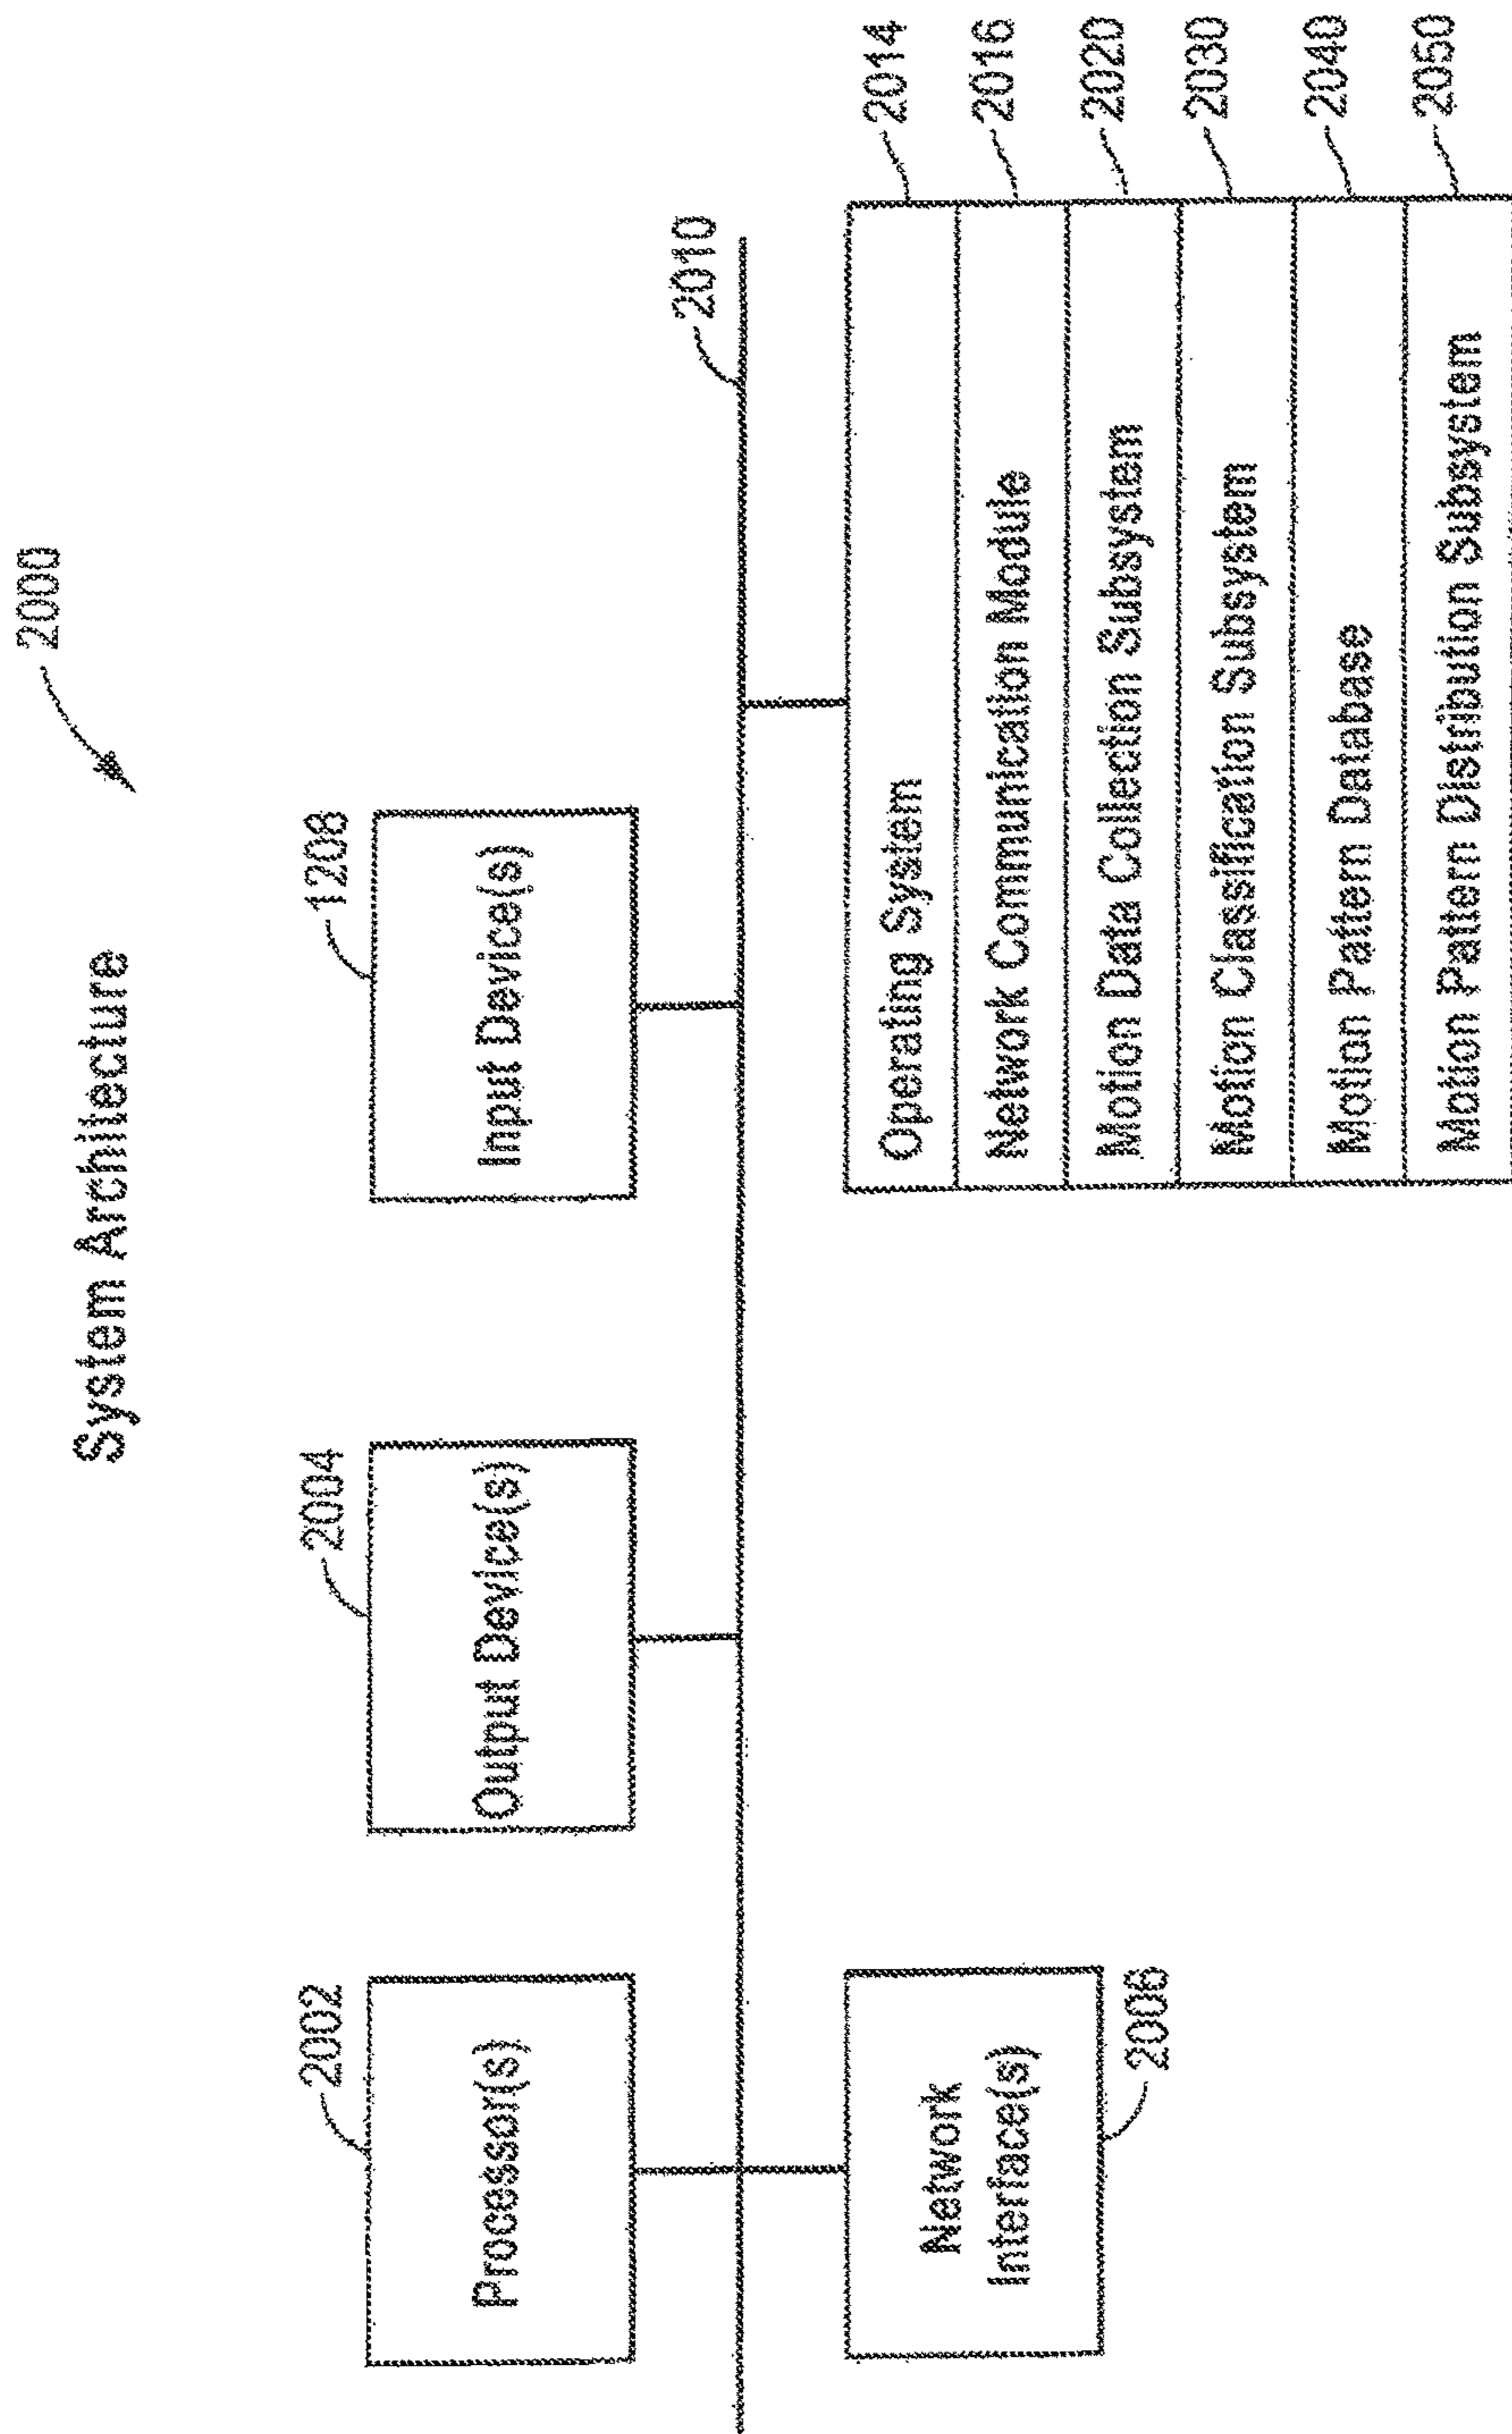 System Architecture
2000
2002
Processor(s)
2004
Output Device(s)
1208
Input Device(s)
2010
Network
Interface(s)
2006
Operating System
2014
Network Communication Module
2016
Motion Data Collection Subsystem
2020
Motion Classification Subsystem
2030
Motion Pattern Database
2040
Motion Pattern Distribution Subsystem
2050